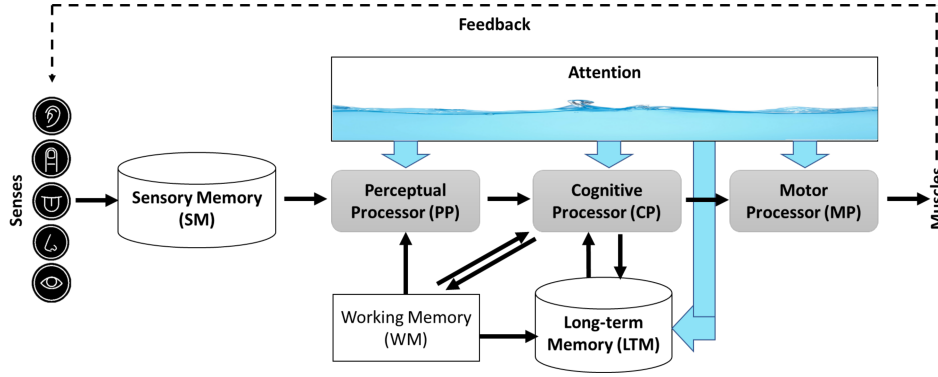 Feedback
Attention
Senses
Sensory Memory
(SM)
Perceptual
Processor (PP)
Cognitive
Processor (CP)
Motor
Processor (MP)
Muscles
Working Memory
(WM)
Long-term
Memory (LTM)